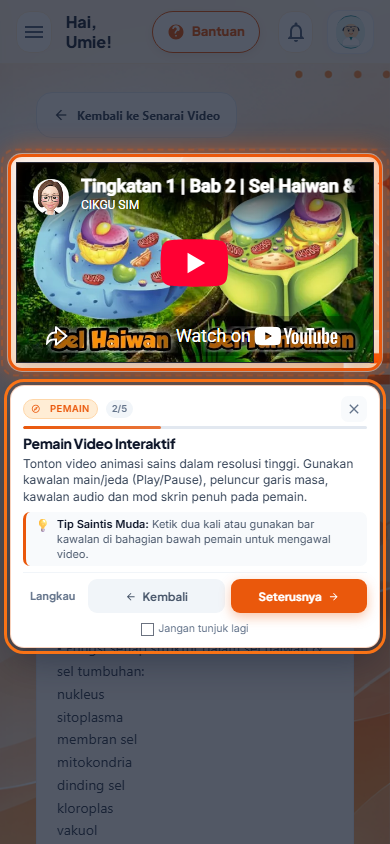 Hai,
Umie!
Bantuan
Kembali ke Senarai Video
Tingkatan 1 | Bab 2 | Sel Haiwan &
CIKGU SIM
Sel Haiwan
Watch on YouTube
PEMAIN
2/5
Pemain Video Interaktif
Tonton video animasi sains dalam resolusi tinggi. Gunakan
kawalan main/jeda (Play/Pause), peluncur garis masa,
kawalan audio dan mod skrin penuh pada pemain.
Tip Saintis Muda: Ketik dua kali atau gunakan bar
kawalan di bahagian bawah pemain untuk mengawal
video.
Langkau
Kembali
Seterusnya
Jangan tunjuk lagi
sel tumbuhan:
nukleus
sitoplasma
membran sel
mitokondria
dinding sel
kloroplas
vakuol